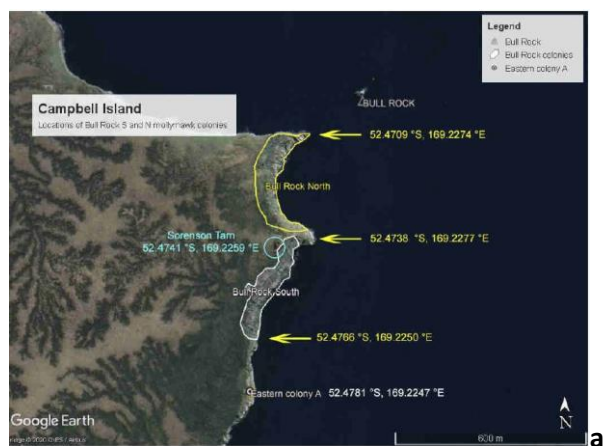 Legend
Bull Rock
Bull Rock colonies
Eastern colony A
BULL ROCK
Campbell Island
Locations of Bull Rock S and N mollymawk colonies
52.4709 °S, 169.2274 °E
Bull Rock North
Sorenson Tarn
52.4741 °S, 169.2259 °E
52.4738 °S, 169.2277 °E
Bull Rock South
52.4766 °S, 169.2250 °E
Eastern colony A 52.4781 °S, 169.2247 °E
Google Earth
N
600 m
a